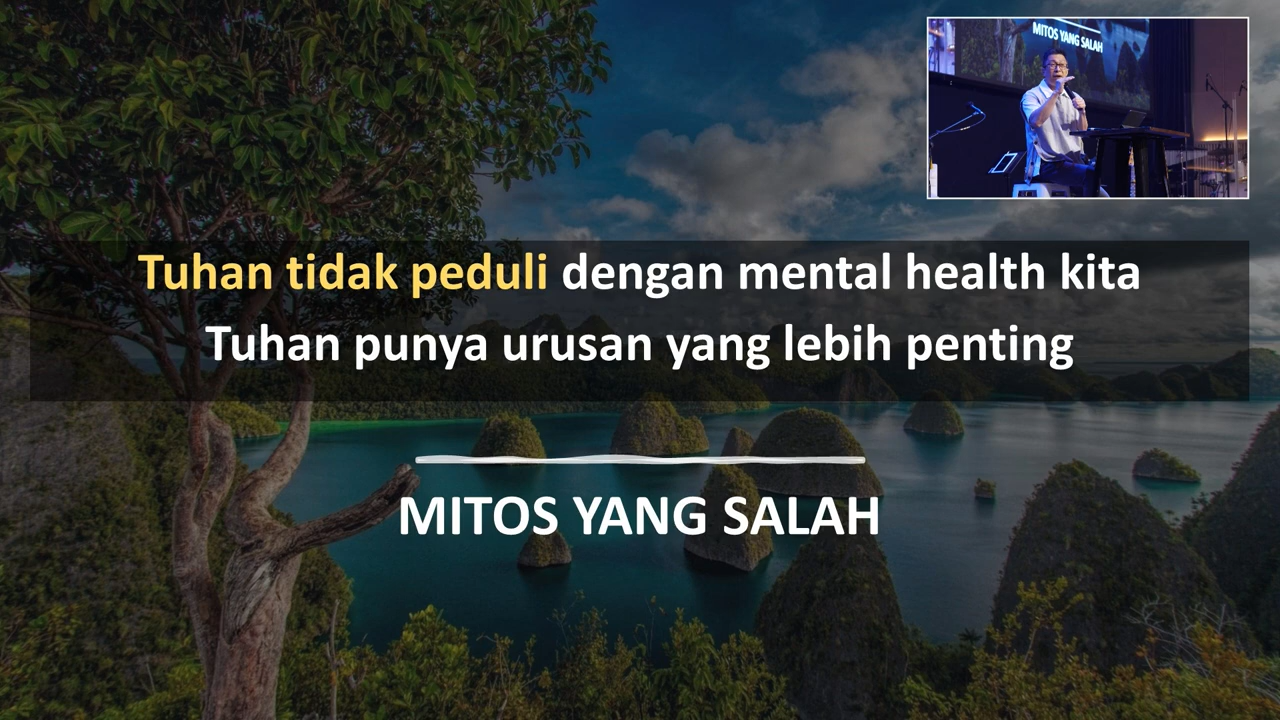 MITOS YANG SALAH
Tuhan tidak peduli dengan mental health kita
Tuhan punya urusan yang lebih penting
MITOS YANG SALAH